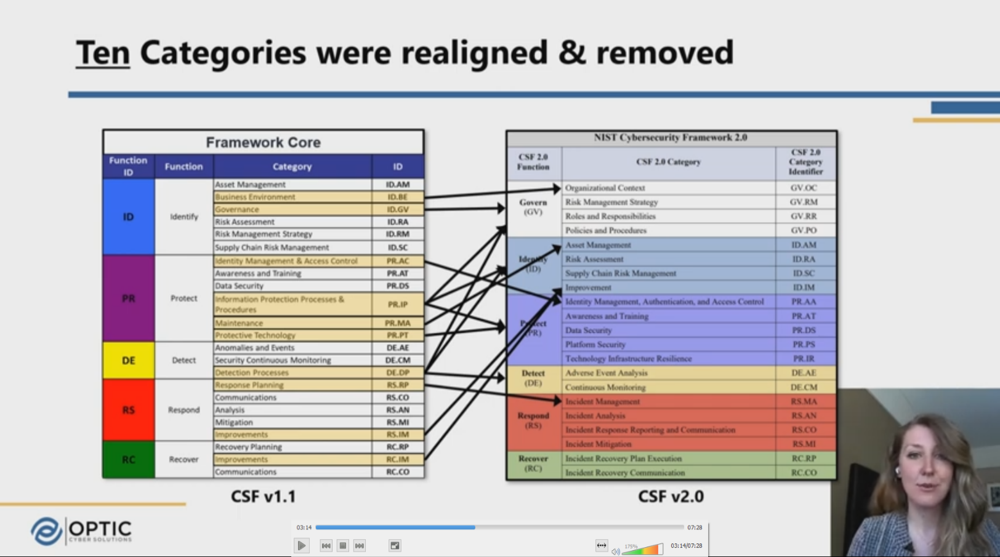 Ten Categories were realigned & removed
Framework Core
Function ID Function Category ID
ID Identify
Asset Management ID.AM
Business Environment ID.BE
Governance ID.GV
Risk Assessment ID.RA
Risk Management Strategy ID.RM
Supply Chain Risk Management ID.SC
PR Protect
Identity Management & Access Control PR.AC
Awareness and Training PR.AT
Data Security PR.DS
Information Protection Processes &
Procedures PR.IP
Maintenance PR.MA
Protective Technology PR.PT
DE Detect
Anomalies and Events DE.AE
Security Continuous Monitoring DE.CM
Detection Processes DE.DP
RS Respond
Response Planning RS.RP
Communications RS.CO
Analysis RS.AN
Mitigation RS.MI
Improvements RS.IM
RC Recover
Recovery Planning RC.RP
Improvements RC.IM
Communications RC.CO
CSF v1.1
NIST Cybersecurity Framework 2.0
CSF 2.0 Function CSF 2.0 Category CSF 2.0 Category Identifier
Govern (GV)
Organizational Context GV.OC
Risk Management Strategy GV.RM
Roles and Responsibilities GV.RR
Policies and Procedures GV.PO
Identify (ID)
Asset Management ID.AM
Risk Assessment ID.RA
Supply Chain Risk Management ID.SC
Improvement ID.IM
Protect (PR)
Identity Management, Authentication, and Access Control PR.AA
Awareness and Training PR.AT
Data Security PR.DS
Platform Security PR.PS
Technology Infrastructure Resilience PR.IR
Detect (DE)
Adverse Event Analysis DE.AE
Continuous Monitoring DE.CM
Respond (RS)
Incident Management RS.MA
Incident Analysis RS.AN
Incident Response Reporting and Communication RS.CO
Incident Mitigation RS.MI
Recover (RC)
Incident Recovery Plan Execution RC.RP
Incident Recovery Communication RC.CO
CSF v2.0
OPTIC
CYBER SOLUTIONS
03:14 07:28
175% 03:14/07:28